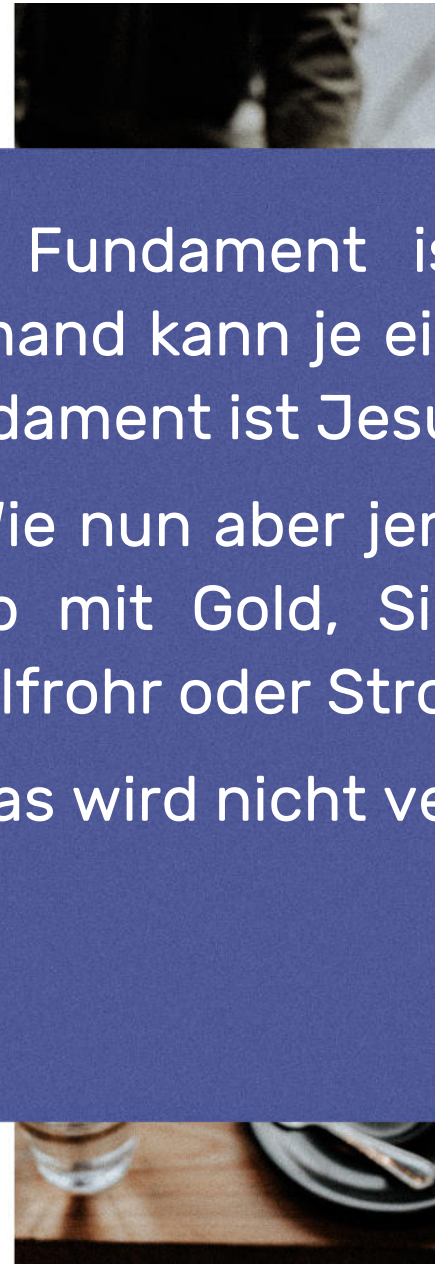 Fundament is
mand kann je ei
dament ist Jesu
Wie nun aber jem
mit Gold, Si
lfrohr oder Stro
as wird nicht ve